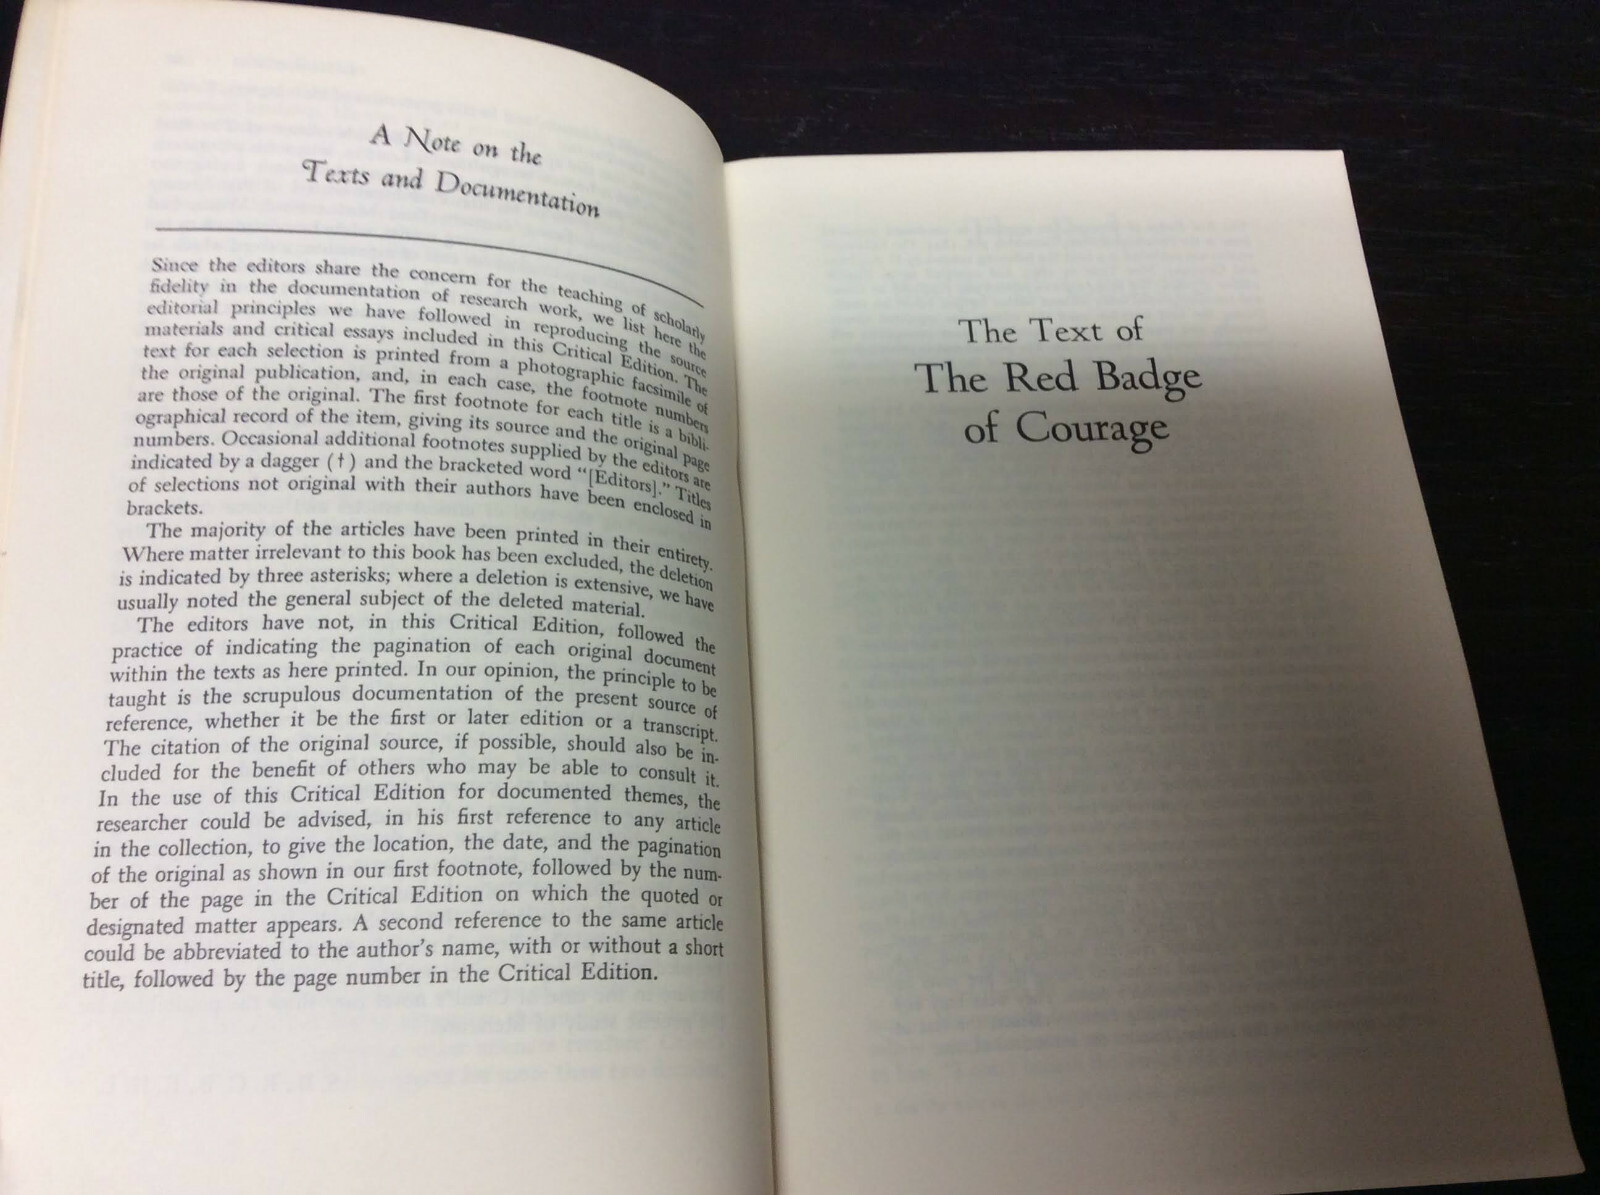 A Note on the
Texts and Documentation
Since the editors share the concern for the teaching of scholarly
fidelity in the documentation of research work, we list here the
editorial principles we have followed in reproducing the source
materials and critical essays included in this Critical Edition. The
text for each selection is printed from a photographic facsimile of
the original publication, and, in each case, the footnote numbers
are those of the original. The first footnote for each title is a bibli-
ographical record of the item, giving its source and the original page
numbers. Occasional additional footnotes supplied by the editors are
indicated by a dagger (†) and the bracketed word “[Editors].” Titles
of selections not original with their authors have been enclosed in
brackets.
The majority of the articles have been printed in their entirety.
Where matter irrelevant to this book has been excluded, the deletion
is indicated by three asterisks; where a deletion is extensive, we have
usually noted the general subject of the deleted material.
The editors have not, in this Critical Edition, followed the
practice of indicating the pagination of each original document
within the texts as here printed. In our opinion, the principle to be
taught is the scrupulous documentation of the present source of
reference, whether it be the first or later edition or a transcript.
The citation of the original source, if possible, should also be in-
cluded for the benefit of others who may be able to consult it.
In the use of this Critical Edition for documented themes, the
researcher could be advised, in his first reference to any article
in the collection, to give the location, the date, and the pagination
of the original as shown in our first footnote, followed by the num-
ber of the page in the Critical Edition on which the quoted or
designated matter appears. A second reference to the same article
could be abbreviated to the author’s name, with or without a short
title, followed by the page number in the Critical Edition.
The Text of
The Red Badge
of Courage